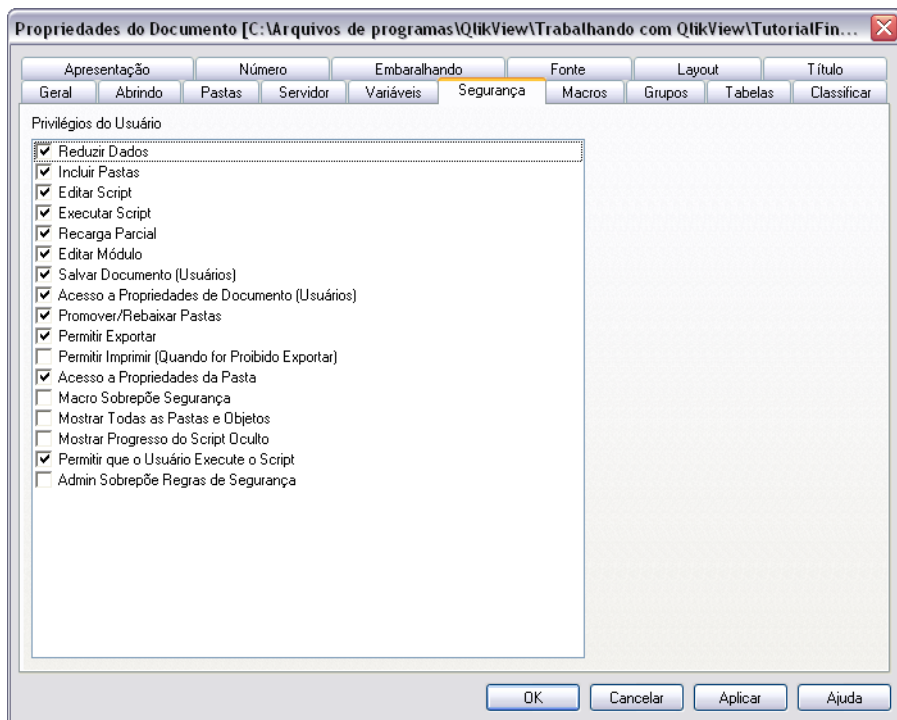 Propriedades do Documento [C:\Arquivos de programas\QlikView\Trabalhando com QlikView\TutorialFin...
Apresentação Número Embaralhando Fonte Layout Título
Geral Abrindo Pastas Servidor Variáveis Segurança Macros Grupos Tabelas Classificar
Privilégios do Usuário
Reduzir Dados
Incluir Pastas
Editar Script
Executar Script
Recarga Parcial
Editar Módulo
Salvar Documento (Usuários)
Acesso a Propriedades de Documento (Usuários)
Promover/Rebaixar Pastas
Permitir Exportar
Permitir Imprimir (Quando for Proibido Exportar)
Acesso a Propriedades da Pasta
Macro Sobrepõe Segurança
Mostrar Todas as Pastas e Objetos
Mostrar Progresso do Script Oculto
Permitir que o Usuário Execute o Script
Admin Sobrepõe Regras de Segurança
OK Cancelar Aplicar Ajuda